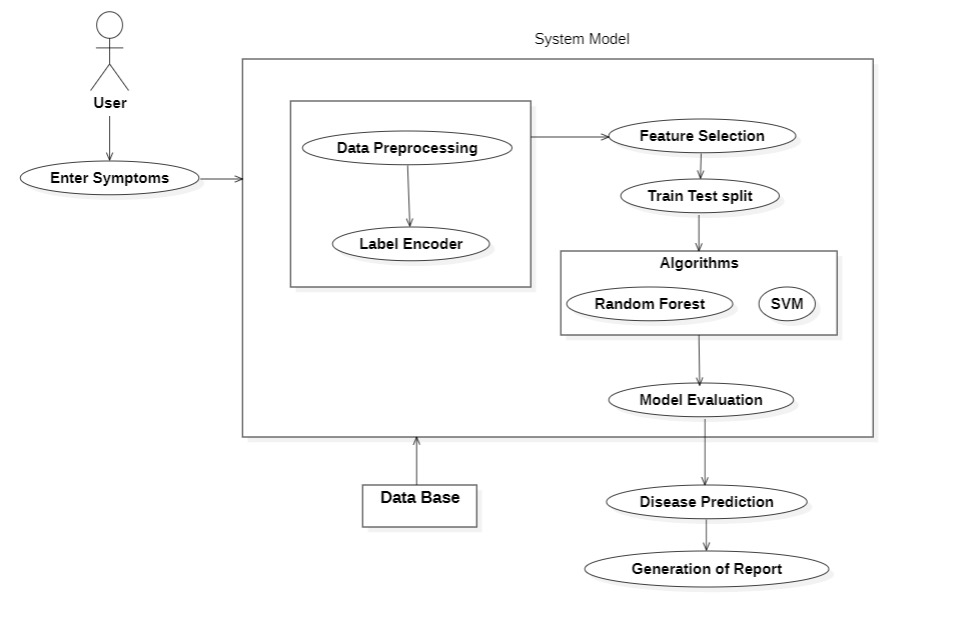 System Model
User
Enter Symptoms
Data Preprocessing
Label Encoder
Feature Selection
Train Test split
Algorithms
Random Forest
SVM
Model Evaluation
Data Base
Disease Prediction
Generation of Report